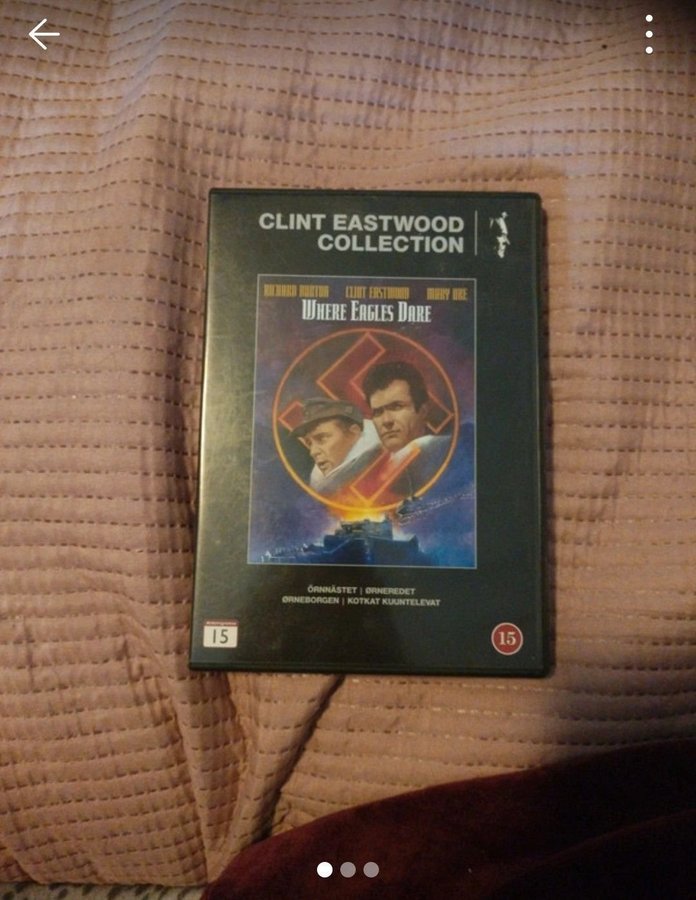 CLINT EASTWOOD
COLLECTION
RICHARD BURTON CLINT EASTWOOD MARY URE
WHERE EAGLES DARE
ÖRNNÄSTET | ØRNEREDET
ØRNEBORGEN | KOTKAT KUUNTELEVAT
15
15